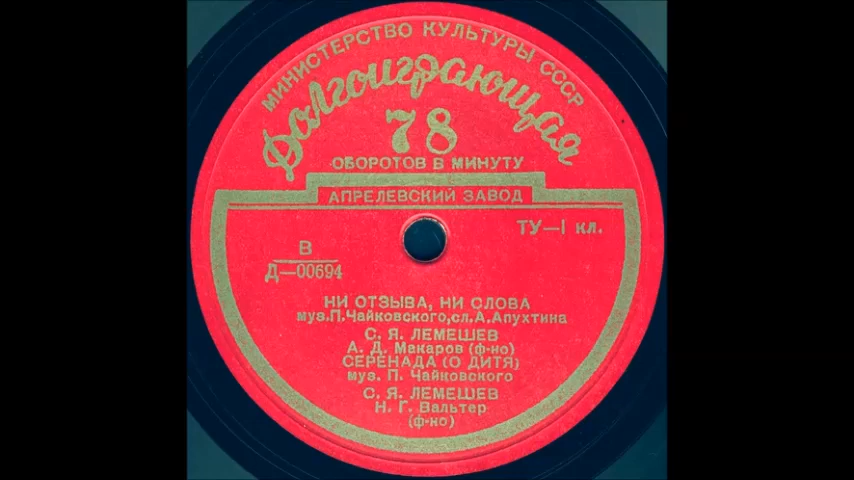 МИНИСТЕРСТВО КУЛЬТУРЫ СССР
Долгоиграющая
78
ОБОРОТОВ В МИНУТУ
АПРЕЛЕВСКИЙ ЗАВОД
ТУ—I кл.
В
Д—00694
НИ ОТЗЫВА, НИ СЛОВА
муз.П.Чайковского,сл.А.Апухтина
С. Я. ЛЕМЕШЕВ
А. Д. Макаров (ф-но)
СЕРЕНАДА (О ДИТЯ)
муз. П. Чайковского
С. Я. ЛЕМЕШЕВ
Н. Г. Вальтер
(ф-но)